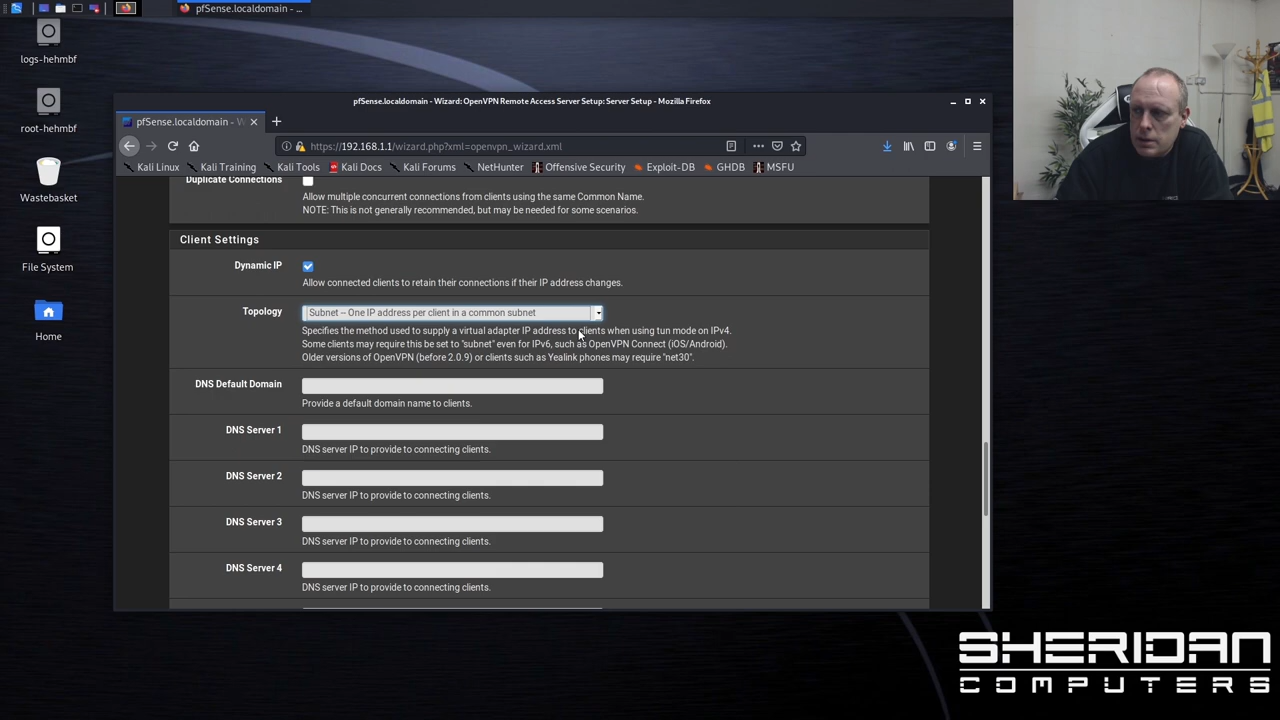 pfSense.localdomain - ...
logs-hehmbf
root-hehmbf
Wastebasket
File System
Home
pfSense.localdomain - Wizard: OpenVPN Remote Access Server Setup: Server Setup - Mozilla Firefox
pfSense.localdomain - W
https://192.168.1.1/wizard.php?xml=openvpn_wizard.xml
Kali Linux Kali Training Kali Tools Kali Docs Kali Forums NetHunter Offensive Security Exploit-DB GHDB MSFU
Duplicate Connections
Allow multiple concurrent connections from clients using the same Common Name.
NOTE: This is not generally recommended, but may be needed for some scenarios.
Client Settings
Dynamic IP
Allow connected clients to retain their connections if their IP address changes.
Topology
Subnet -- One IP address per client in a common subnet
Specifies the method used to supply a virtual adapter IP address to clients when using tun mode on IPv4.
Some clients may require this be set to "subnet" even for IPv6, such as OpenVPN Connect (iOS/Android).
Older versions of OpenVPN (before 2.0.9) or clients such as Yealink phones may require "net30".
DNS Default Domain
Provide a default domain name to clients.
DNS Server 1
DNS server IP to provide to connecting clients.
DNS Server 2
DNS server IP to provide to connecting clients.
DNS Server 3
DNS server IP to provide to connecting clients.
DNS Server 4
DNS server IP to provide to connecting clients.
SHERIDAN
COMPUTERS